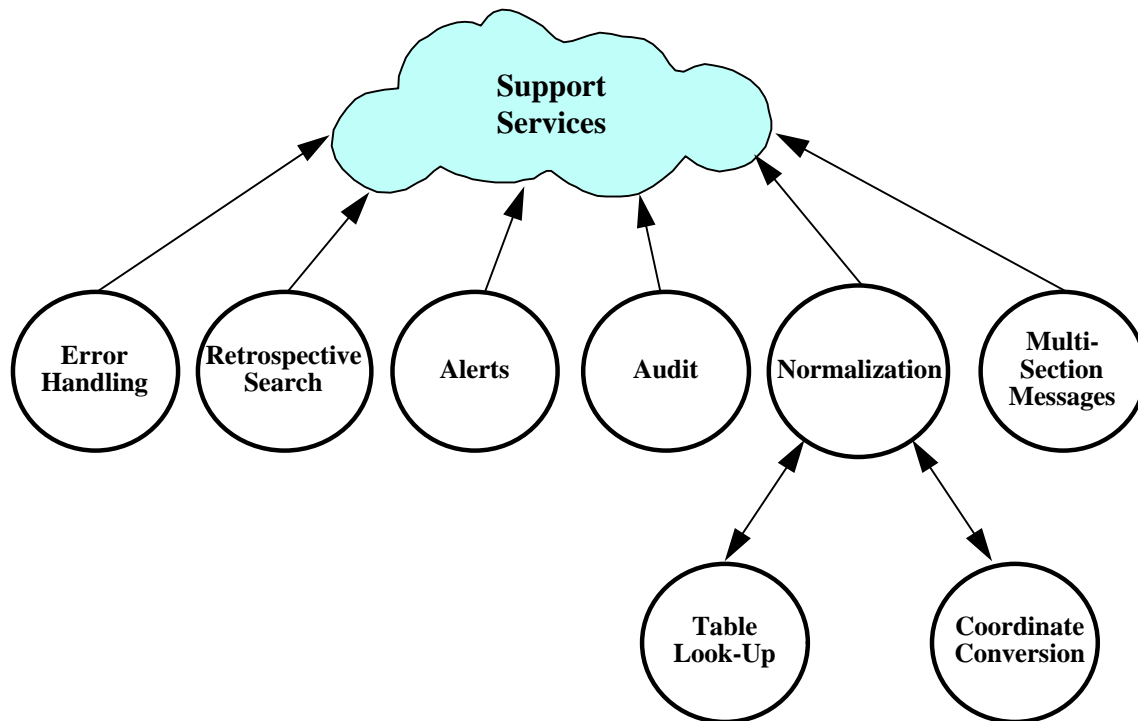 Support
Services
Error
Handling
Retrospective
Search
Alerts
Audit
Normalization
Multi-
Section
Messages
Table
Look-Up
Coordinate
Conversion